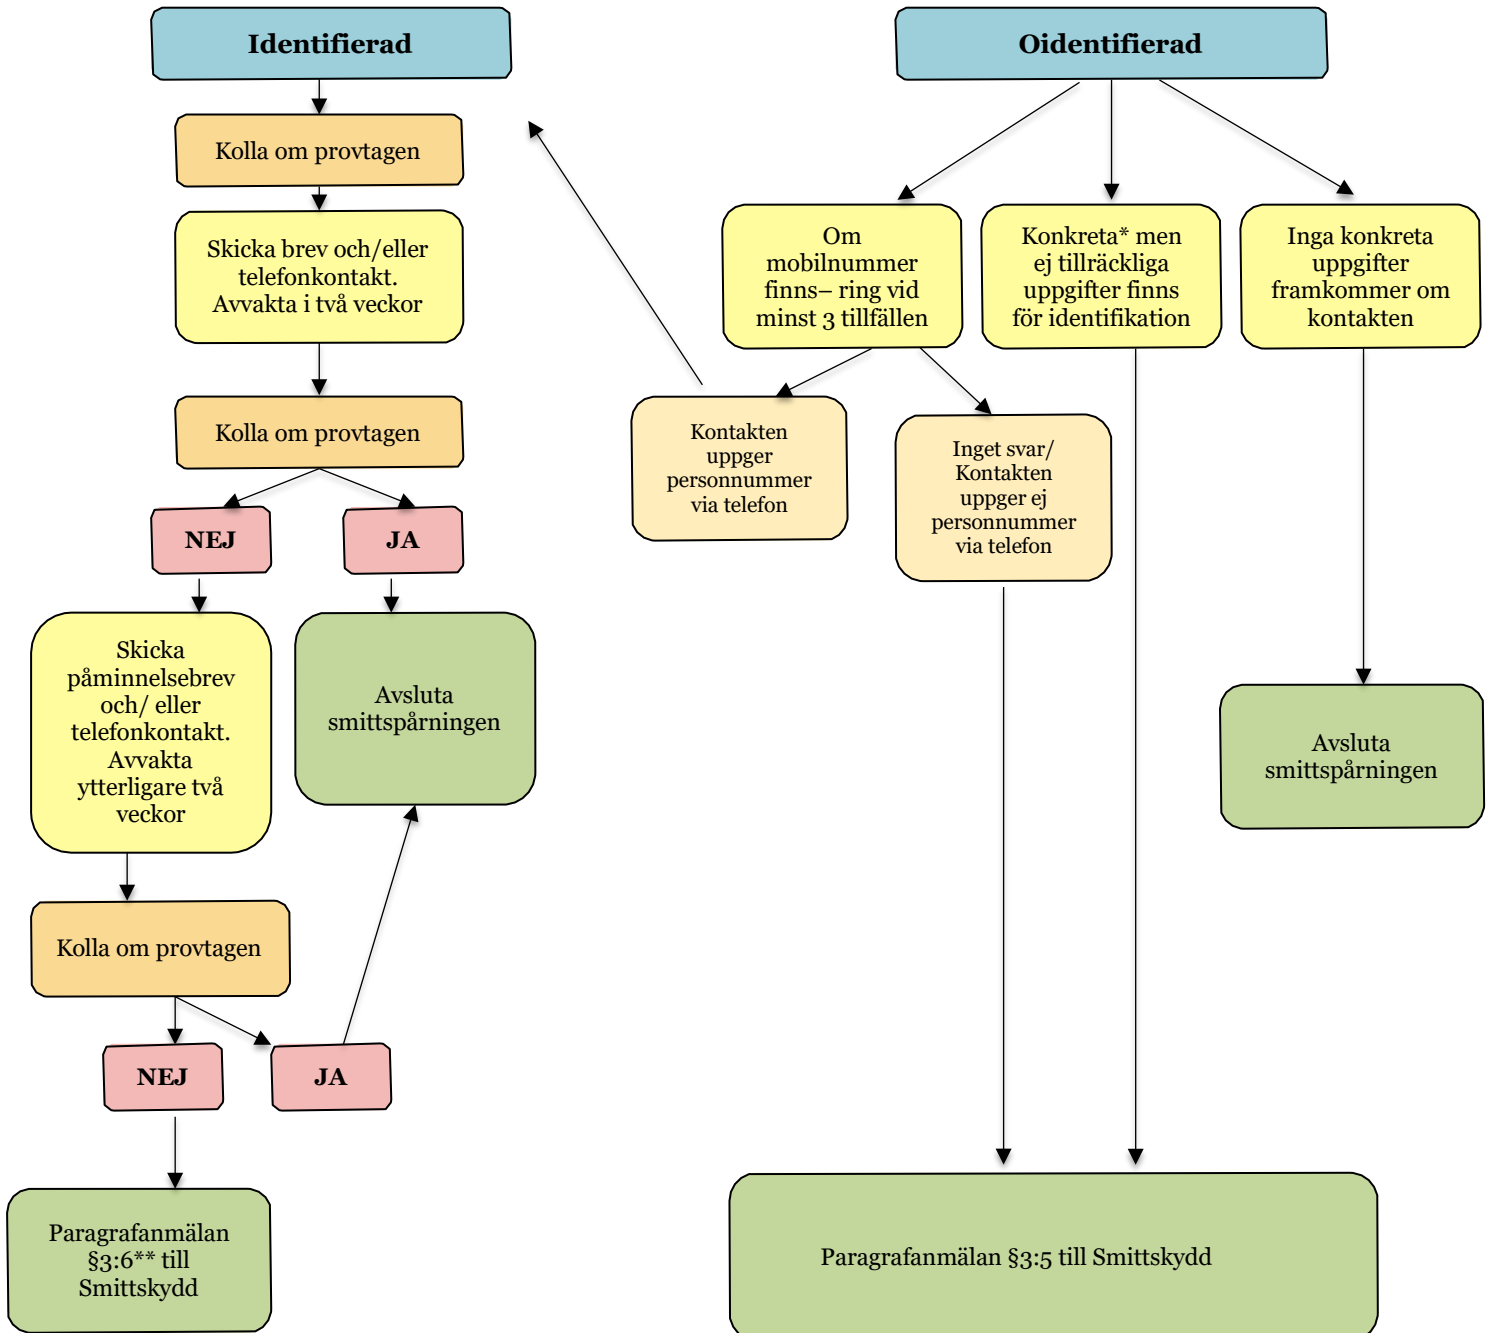 Identifierad
Kolla om provtagen
Skicka brev och/eller
telefonkontakt.
Avvakta i två veckor
Kolla om provtagen
NEJ
JA
Skicka
påminnelsebrev
och/ eller
telefonkontakt.
Avvakta
ytterligare två
veckor
Avsluta
smittspårningen
Kolla om provtagen
NEJ
JA
Paragrafanmälan
§3:6** till
Smittskydd
Oidentifierad
Om
mobilnummer
finns– ring vid
minst 3 tillfällen
Konkreta* men
ej tillräckliga
uppgifter finns
för identifikation
Inga konkreta
uppgifter
framkommer om
kontakten
Kontakten
uppger
personnummer
via telefon
Inget svar/
Kontakten
uppger ej
personnummer
via telefon
Avsluta
smittspårningen
Paragrafanmälan §3:5 till Smittskydd